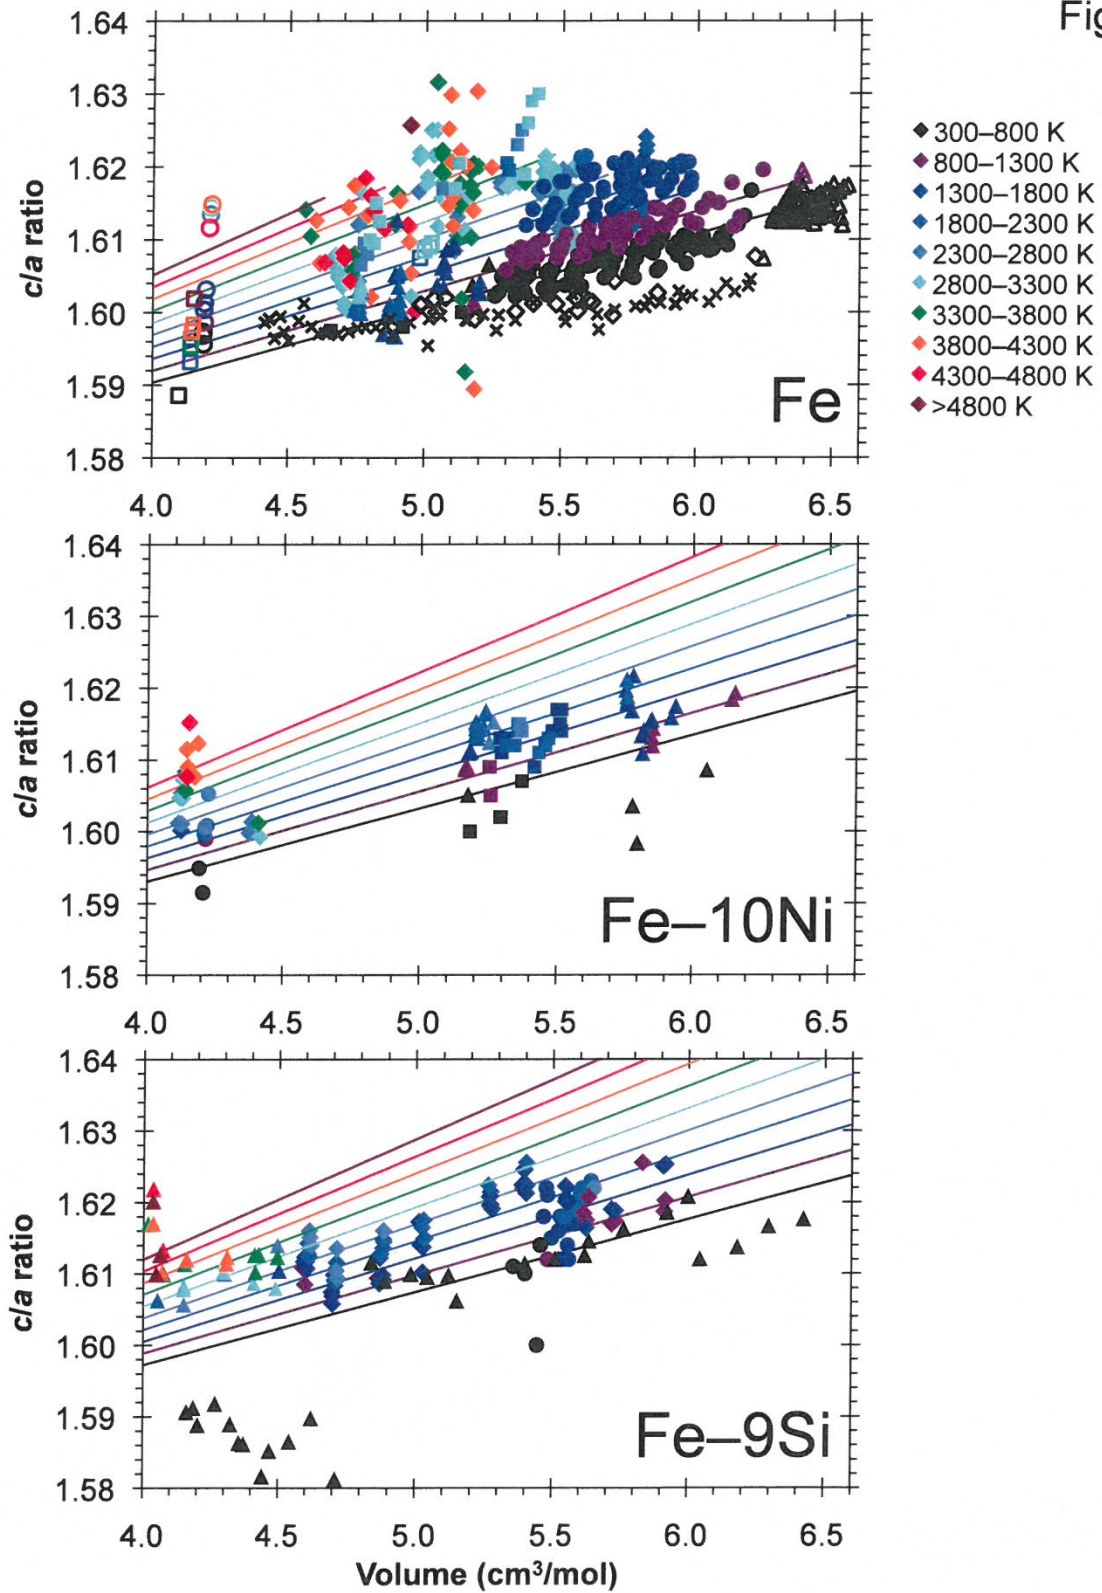 Fig
1.64
1.63
1.62
1.61
1.60
1.59
1.58
c/a ratio
Fe
4.0 4.5 5.0 5.5 6.0 6.5
300–800 K
800–1300 K
1300–1800 K
1800–2300 K
2300–2800 K
2800–3300 K
3300–3800 K
3800–4300 K
4300–4800 K
>4800 K
1.64
1.63
1.62
1.61
1.60
1.59
1.58
c/a ratio
Fe–10Ni
4.0 4.5 5.0 5.5 6.0 6.5
1.64
1.63
1.62
1.61
1.60
1.59
1.58
c/a ratio
Fe–9Si
4.0 4.5 5.0 5.5 6.0 6.5
Volume (cm³/mol)